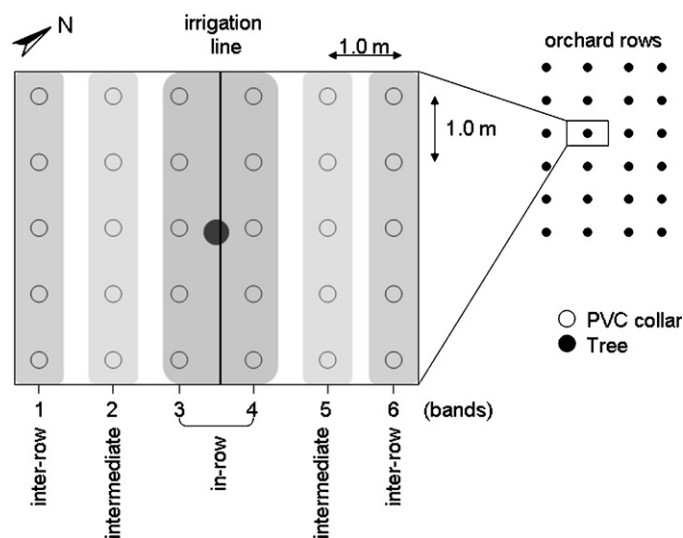 N
irrigation
line
1.0 m
orchard rows
1.0 m
PVC collar
Tree
1 2 3 4 5 6 (bands)
inter-row
intermediate
in-row
intermediate
inter-row